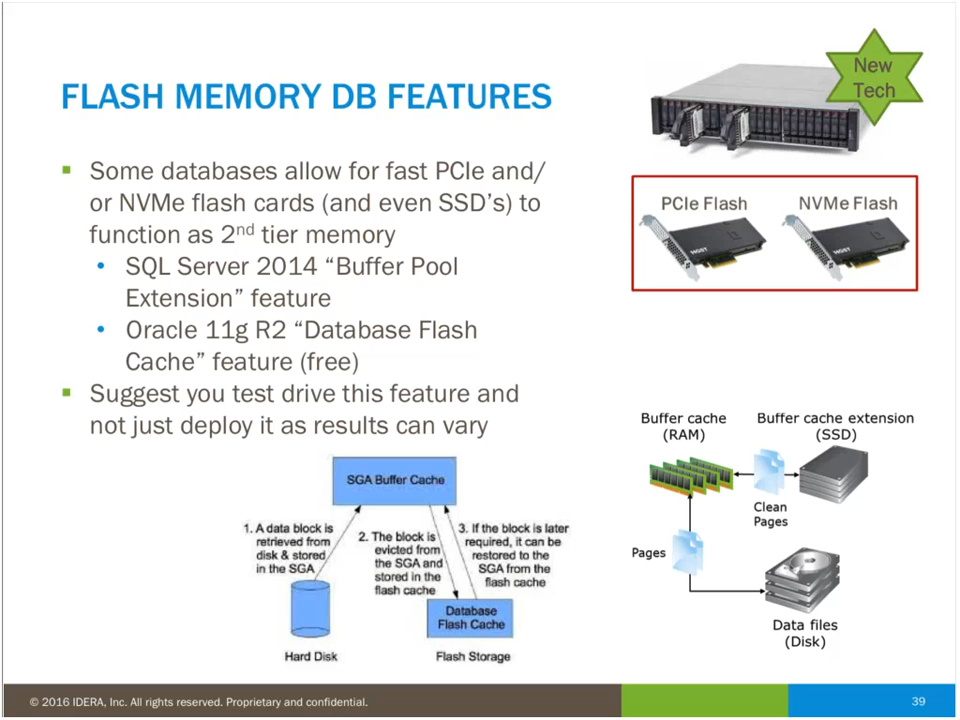 New
Tech
FLASH MEMORY DB FEATURES
Some databases allow for fast PCIe and/
or NVMe flash cards (and even SSD's) to
function as 2nd tier memory
SQL Server 2014 “Buffer Pool
Extension” feature
Oracle 11g R2 “Database Flash
Cache” feature (free)
Suggest you test drive this feature and
not just deploy it as results can vary
PCIe Flash
NVMe Flash
SGA Buffer Cache
1. A data block is
retrieved from
disk & stored
in the SGA
2. The block is
evicted from
the SGA and
stored in the
flash cache
3. If the block is later
required, it can be
restored to the
SGA from the
flash cache
Database
Flash Cache
Hard Disk
Flash Storage
Buffer cache
(RAM)
Buffer cache extension
(SSD)
Clean
Pages
Pages
Data files
(Disk)
© 2016 IDERA, Inc. All rights reserved. Proprietary and confidential.
39